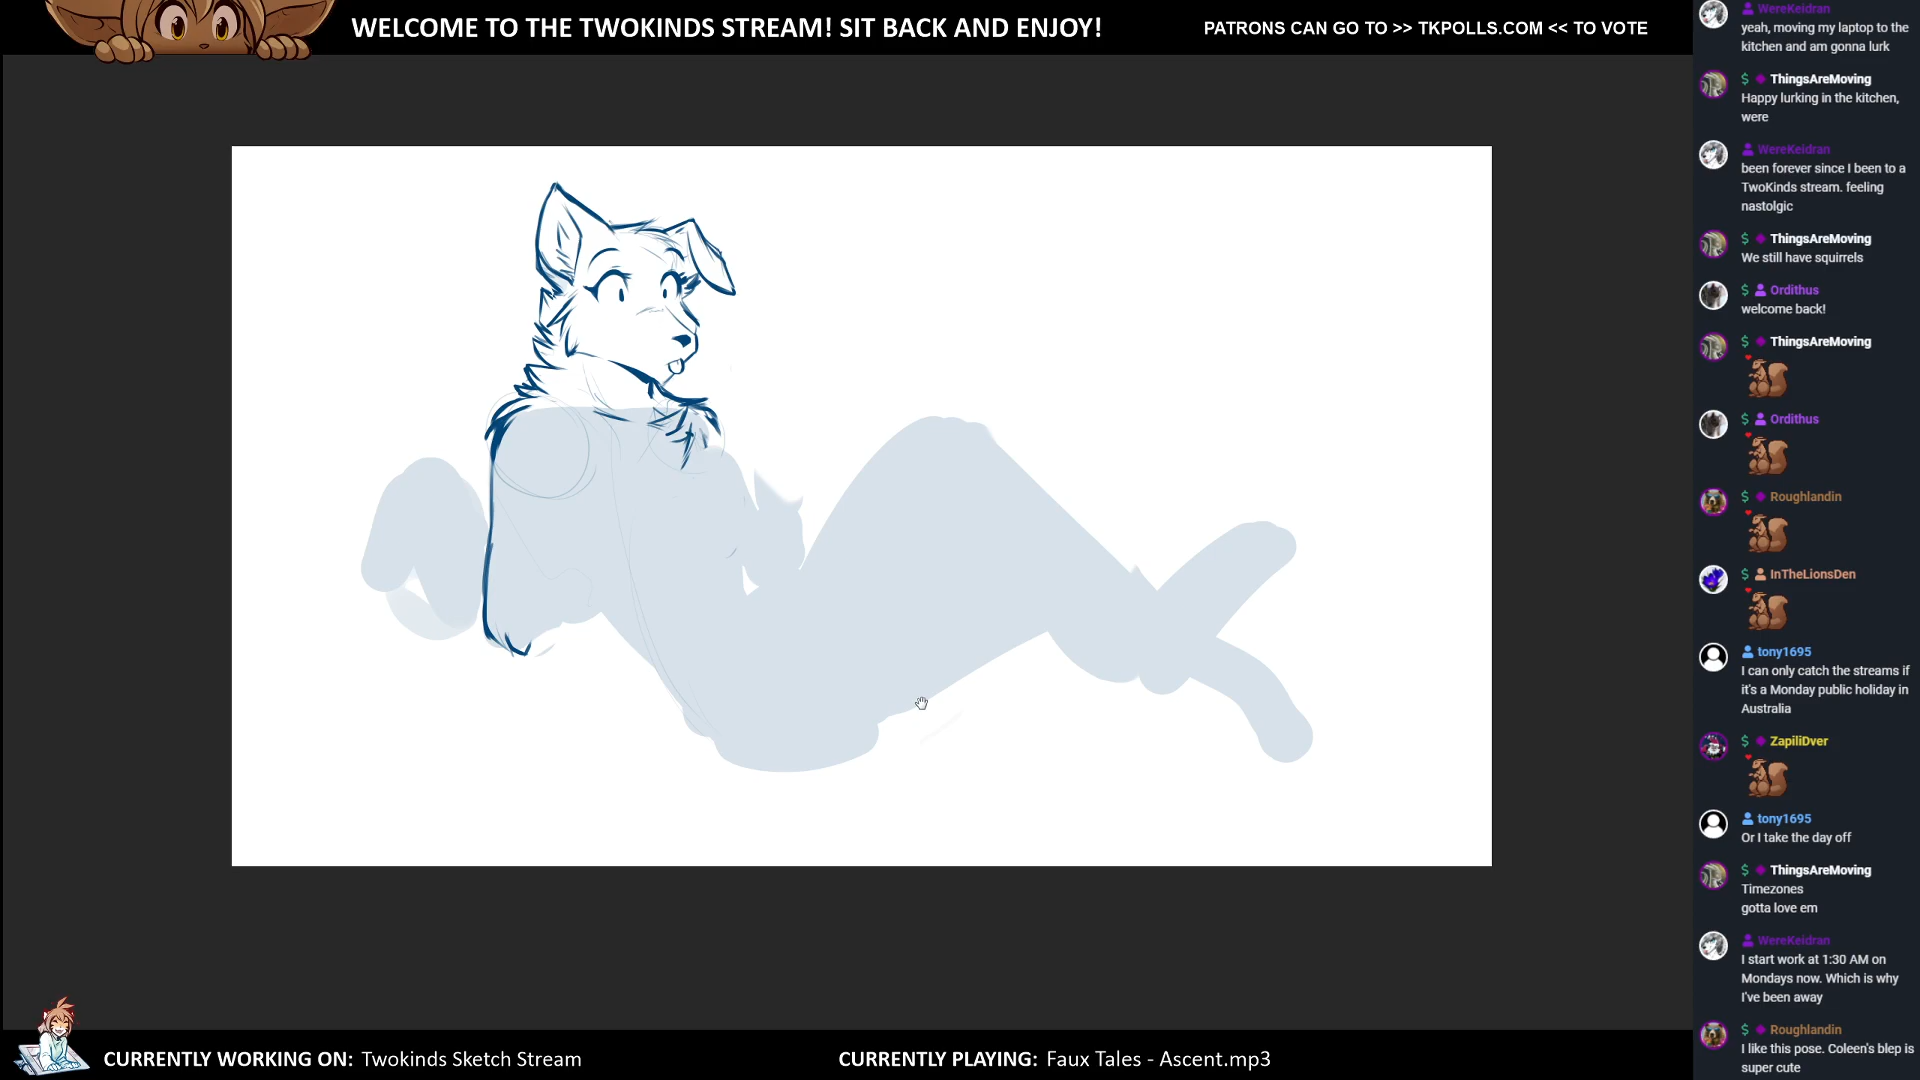 WELCOME TO THE TWOKINDS STREAM! SIT BACK AND ENJOY!
PATRONS CAN GO TO >> TKPOLLS.COM << TO VOTE
WereKeidran
yeah, moving my laptop to the
kitchen and am gonna lurk
$ ThingsAreMoving
Happy lurking in the kitchen,
were
WereKeidran
been forever since I been to a
TwoKinds stream. feeling
nastolgic
$ ThingsAreMoving
We still have squirrels
$ Ordithus
welcome back!
$ ThingsAreMoving
$ Ordithus
$ Roughlandin
$ InTheLionsDen
tony1695
I can only catch the streams if
it's a Monday public holiday in
Australia
$ ZapiliDver
tony1695
Or I take the day off
$ ThingsAreMoving
Timezones
gotta love em
WereKeidran
I start work at 1:30 AM on
Mondays now. Which is why
I've been away
$ Roughlandin
I like this pose. Coleen's blep is
super cute
CURRENTLY WORKING ON: Twokinds Sketch Stream
CURRENTLY PLAYING: Faux Tales - Ascent.mp3